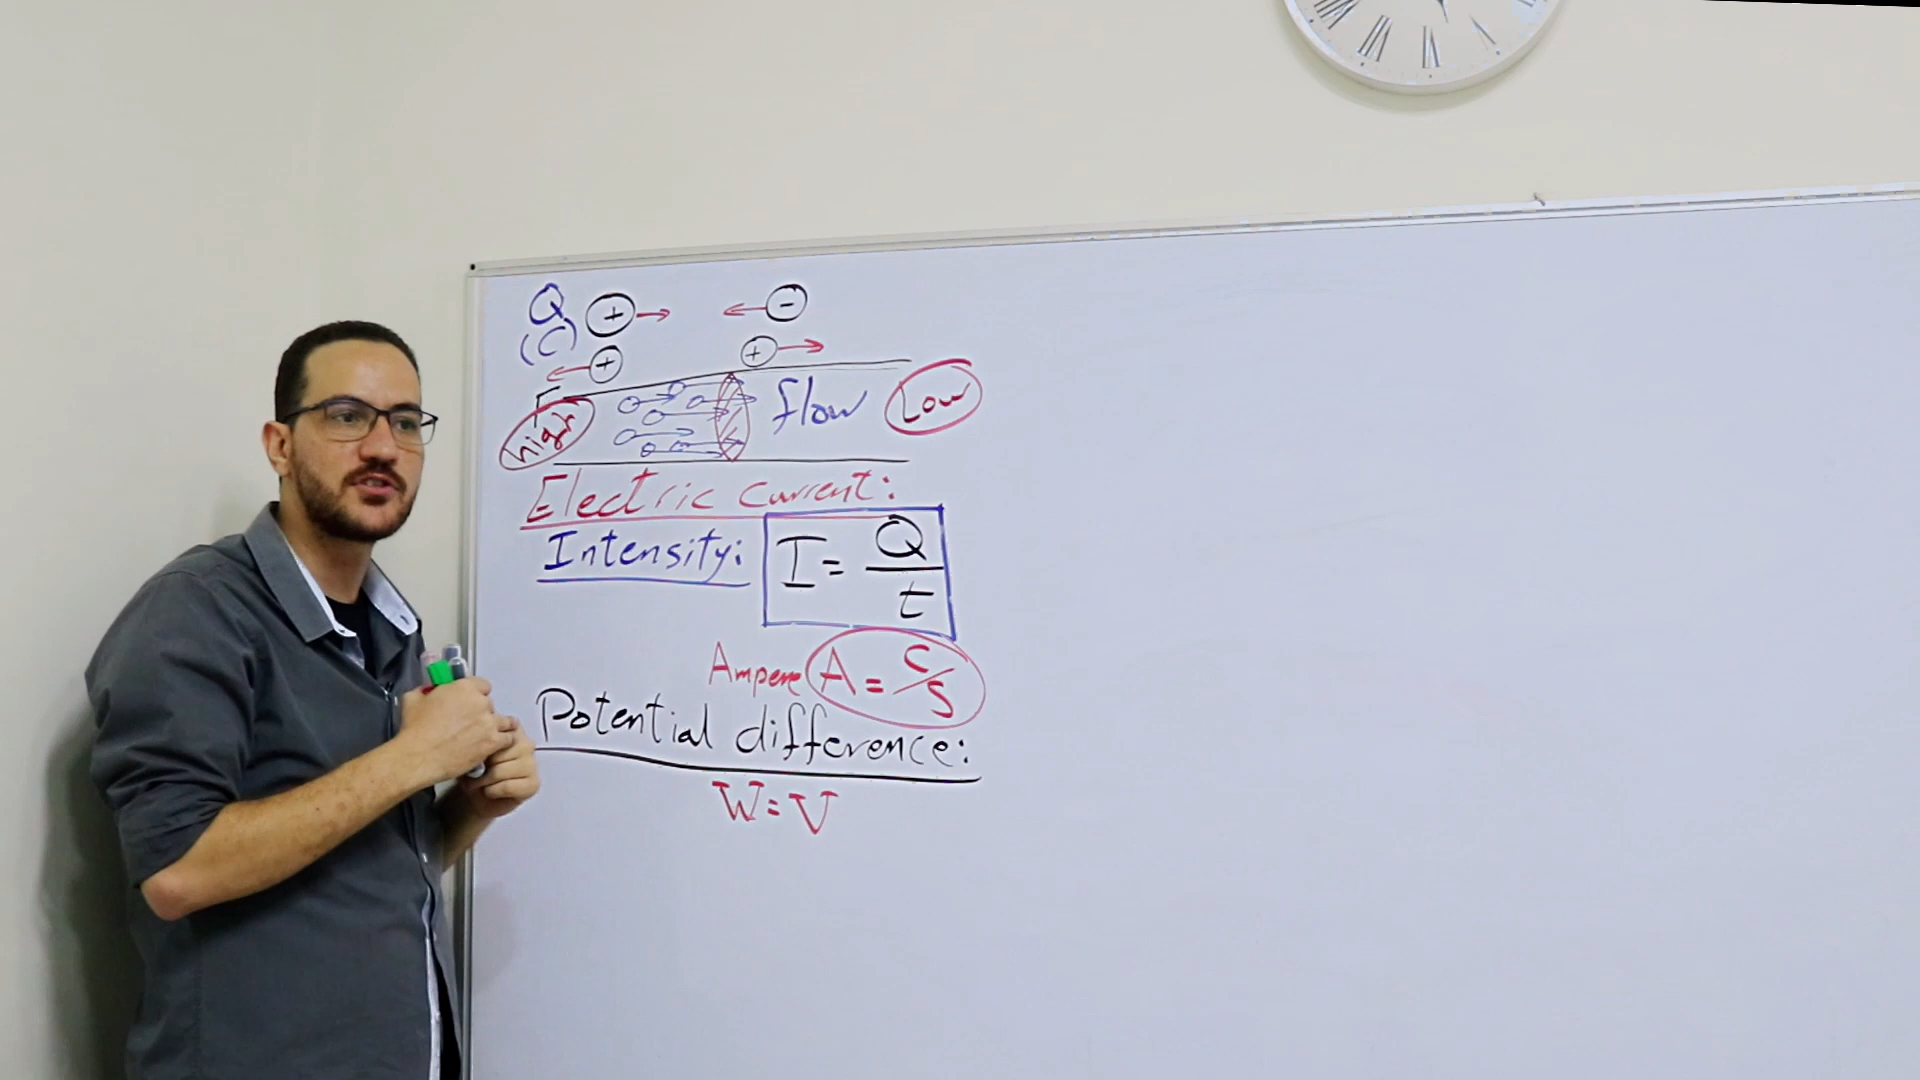 Q + -
(C) + +
high flow Low
Electric current:
Intensity: I = Q/t
Ampere A = C/S
Potential difference:
W = V